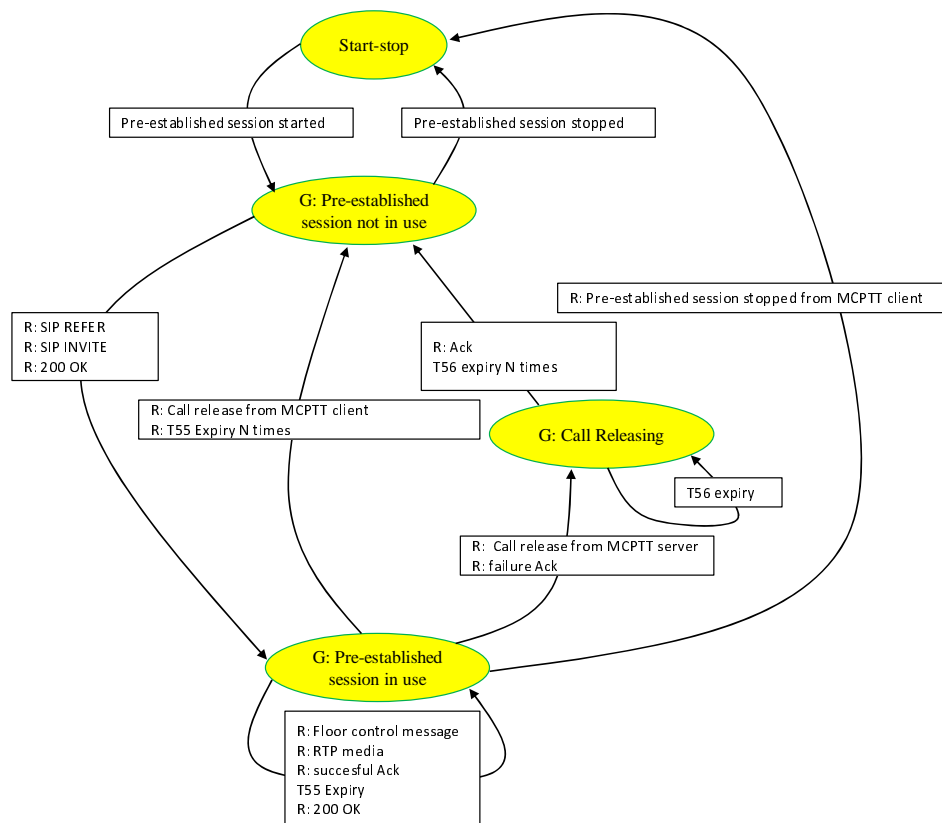 Start-stop
Pre-established session started
Pre-established session stopped
G: Pre-established
session not in use
R: Pre-established session stopped from MCPTT client
R: SIP REFER
R: SIP INVITE
R: 200 OK
R: Ack
T56 expiry N times
R: Call release from MCPTT client
R: T55 Expiry N times
G: Call Releasing
T56 expiry
R: Call release from MCPTT server
R: failure Ack
G: Pre-established
session in use
R: Floor control message
R: RTP media
R: succesful Ack
T55 Expiry
R: 200 OK